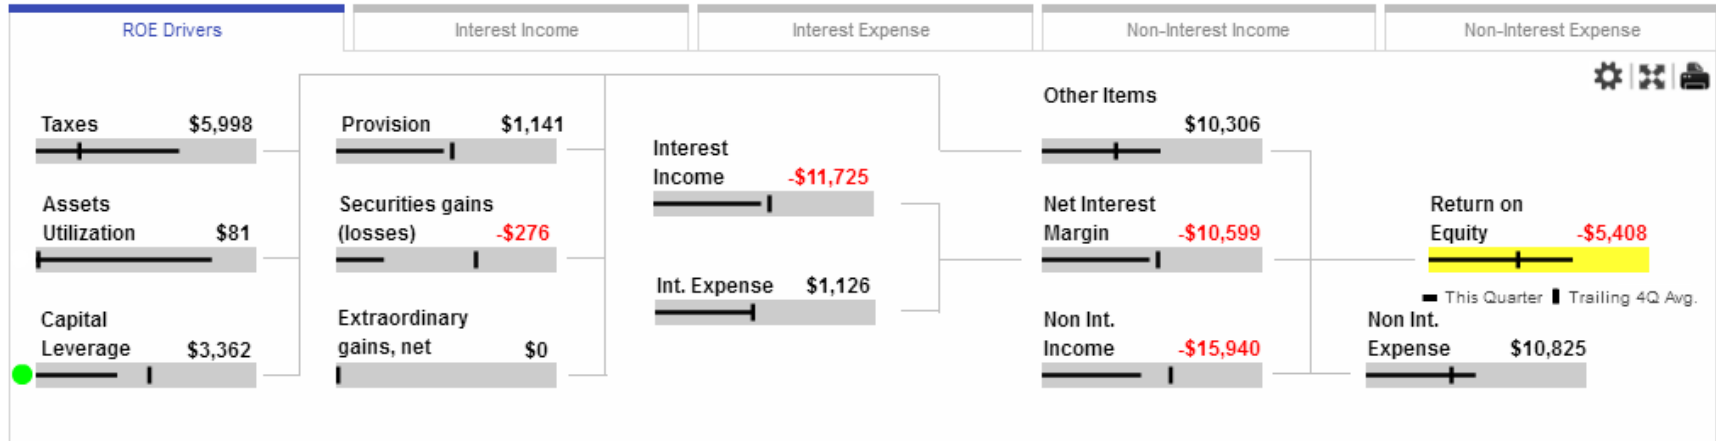 ROE Drivers
Interest Income
Interest Expense
Non-Interest Income
Non-Interest Expense
Taxes $5,998
Assets
Utilization $81
Capital
Leverage $3,362
Provision $1,141
Securities gains
(losses) -$276
Extraordinary
gains, net $0
Interest
Income -$11,725
Int. Expense $1,126
Other Items
$10,306
Net Interest
Margin -$10,599
Non Int.
Income -$15,940
Return on
Equity -$5,408
This Quarter Trailing 4Q Avg.
Non Int.
Expense $10,825